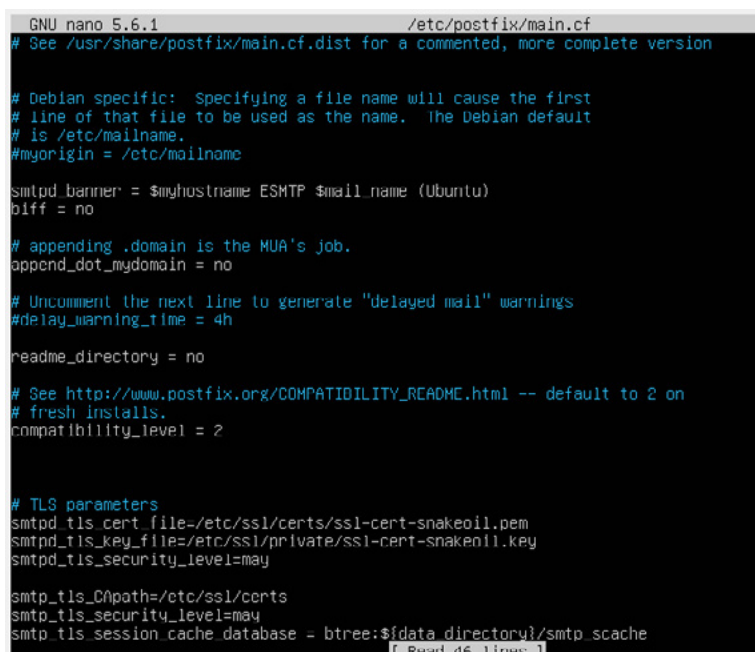 GNU nano 5.6.1 /etc/postfix/main.cf
# See /usr/share/postfix/main.cf.dist for a commented, more complete version
# Debian specific: Specifying a file name will cause the first
# line of that file to be used as the name. The Debian default
# is /etc/mailname.
#myorigin = /etc/mailname
smtpd_banner = $myhostname ESMTP $mail_name (Ubuntu)
biff = no
# appending .domain is the MUA's job.
append_dot_mydomain = no
# Uncomment the next line to generate "delayed mail" warnings
#delay_warning_time = 4h
readme_directory = no
# See http://www.postfix.org/COMPATIBILITY_README.html -- default to 2 on
# fresh installs.
compatibility_level = 2
# TLS parameters
smtpd_tls_cert_file=/etc/ssl/certs/ssl-cert-snakeoil.pem
smtpd_tls_key_file=/etc/ssl/private/ssl-cert-snakeoil.key
smtpd_tls_security_level=may
smtp_tls_CApath=/etc/ssl/certs
smtp_tls_security_level=may
smtp_tls_session_cache_database = btree:${data_directory}/smtp_scache
[ Read 46 lines ]